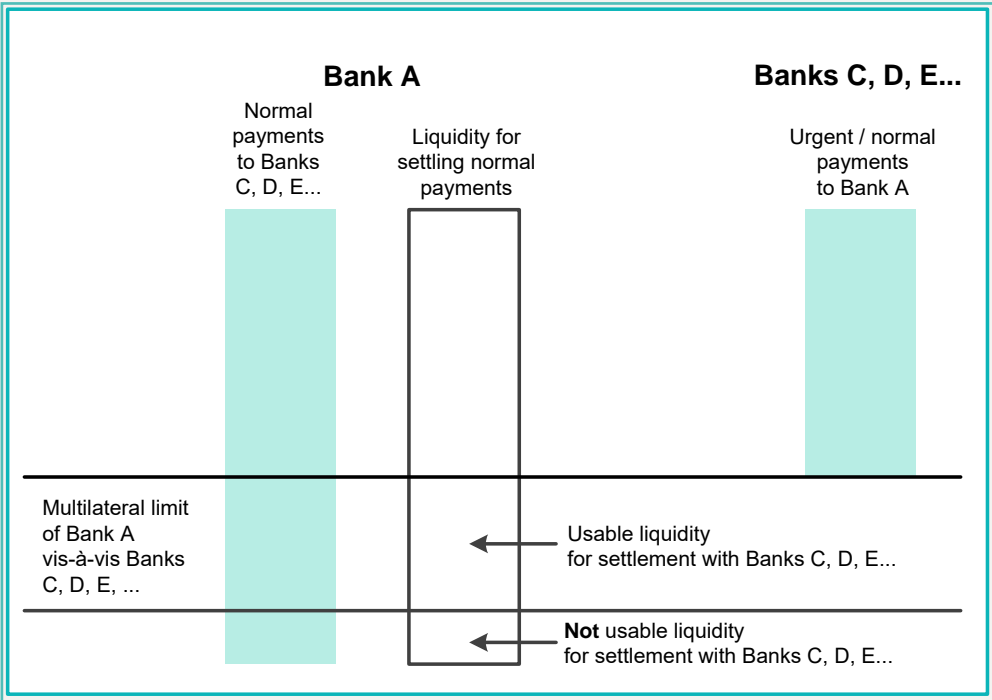 Bank A
Banks C, D, E...
Normal
payments
to Banks
C, D, E...
Liquidity for
settling normal
payments
Urgent / normal
payments
to Bank A
Multilateral limit
of Bank A
vis-à-vis Banks
C, D, E, ...
Usable liquidity
for settlement with Banks C, D, E...
Not usable liquidity
for settlement with Banks C, D, E...